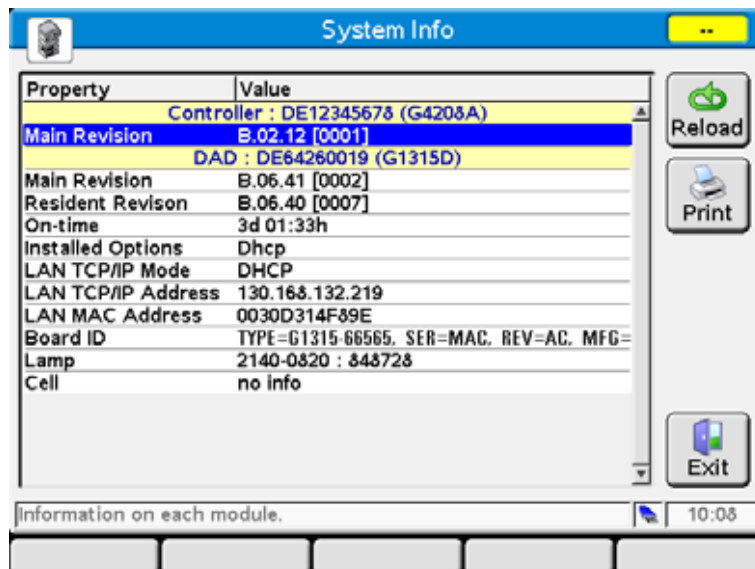 System Info
--
Property Value
Controller : DE12345678 (G4208A)
Main Revision B.02.12 [0001]
DAD : DE64260019 (G1315D)
Main Revision B.06.41 [0002]
Resident Revison B.06.40 [0007]
On-time 3d 01:33h
Installed Options Dhcp
LAN TCP/IP Mode DHCP
LAN TCP/IP Address 130.168.132.219
LAN MAC Address 0030D314F89E
Board ID TYPE=G1315-66565, SER=MAC, REV=AC, MFG=
Lamp 2140-0820 : 848728
Cell no info
Reload
Print
Exit
Information on each module.
10:08